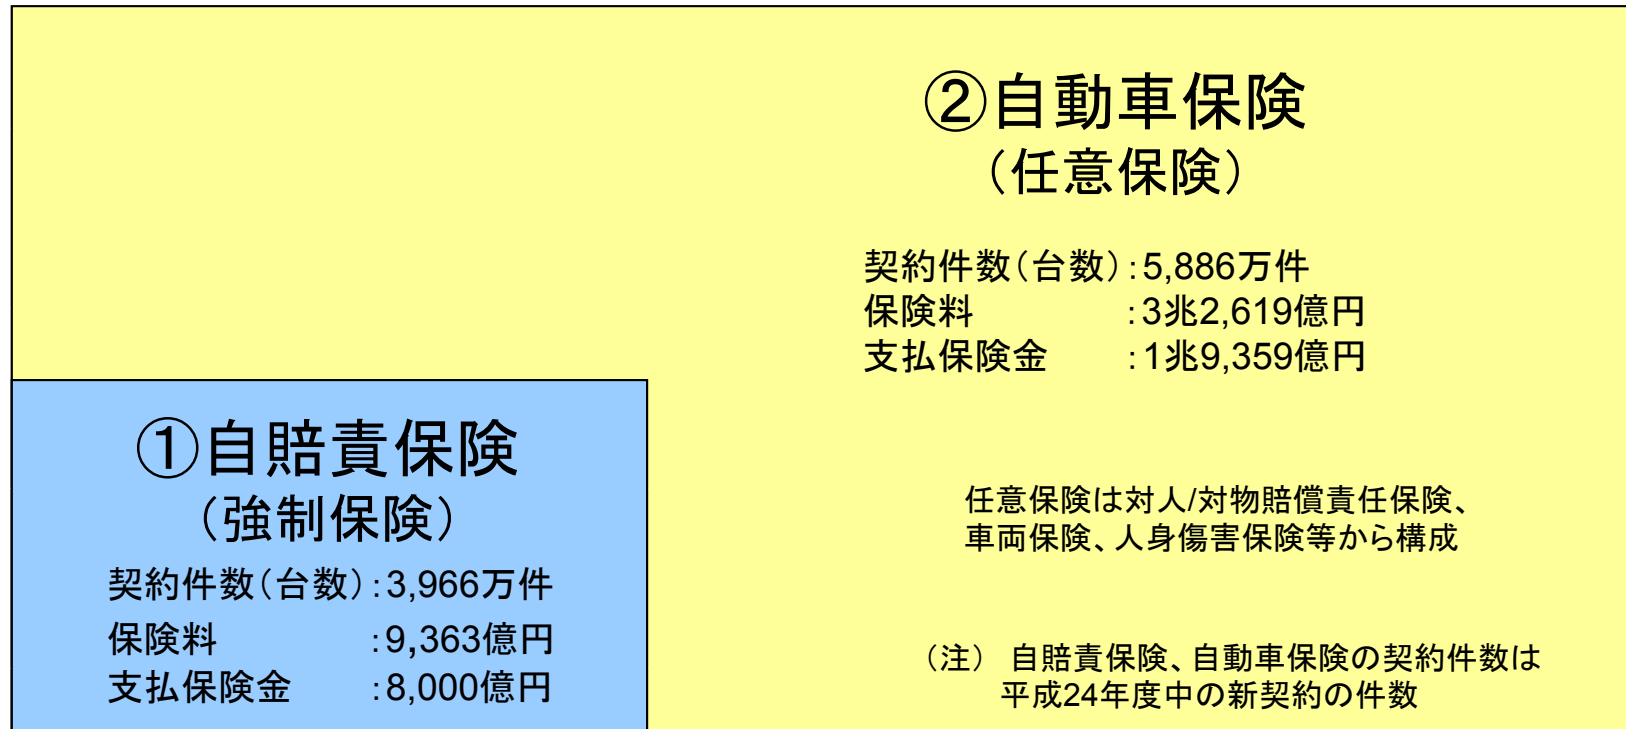 ②自動車保険
（任意保険）
契約件数（台数）：5,886万件
保険料　　　　：3兆2,619億円
支払保険金　　：1兆9,359億円
①自賠責保険
（強制保険）
契約件数（台数）：3,966万件
保険料　　　　：9,363億円
支払保険金　　：8,000億円
任意保険は対人/対物賠償責任保険、
車両保険、人身傷害保険等から構成
（注）　自賠責保険、自動車保険の契約件数は
平成24年度中の新契約の件数